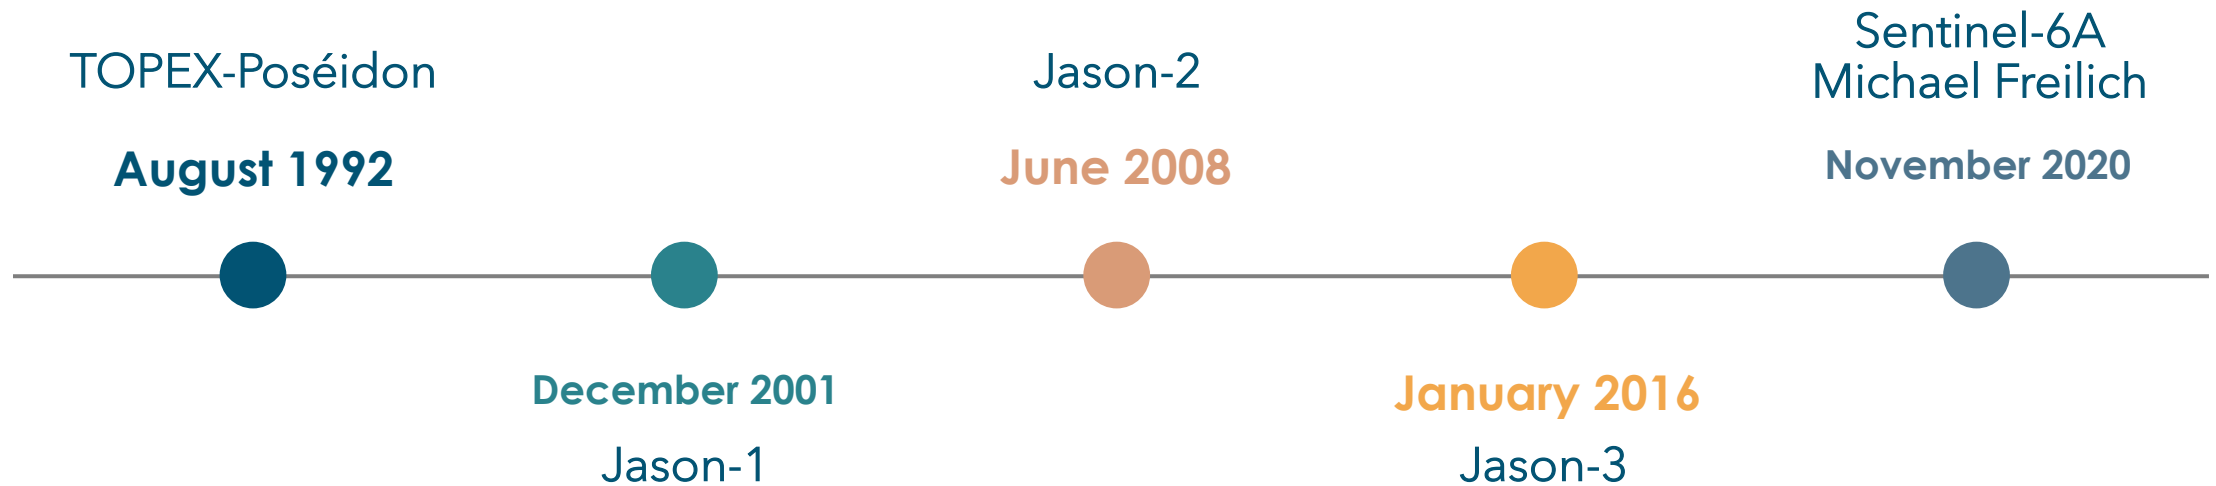 TOPEX-Poséidon
August 1992
December 2001
Jason-1
Jason-2
June 2008
January 2016
Jason-3
Sentinel-6A
Michael Freilich
November 2020